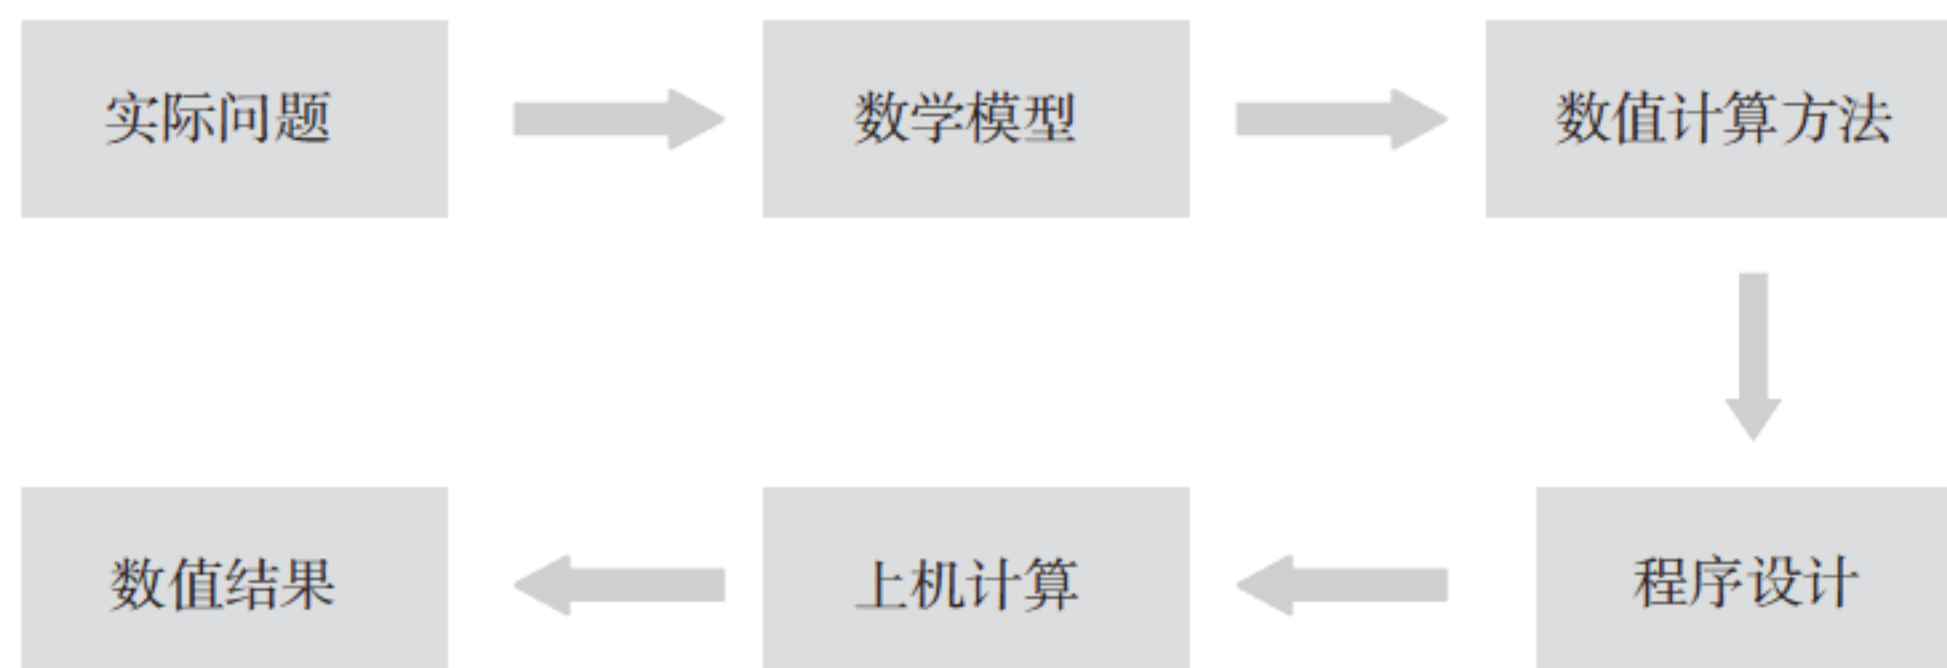 实际问题
数学模型
数值计算方法
程序设计
上机计算
数值结果